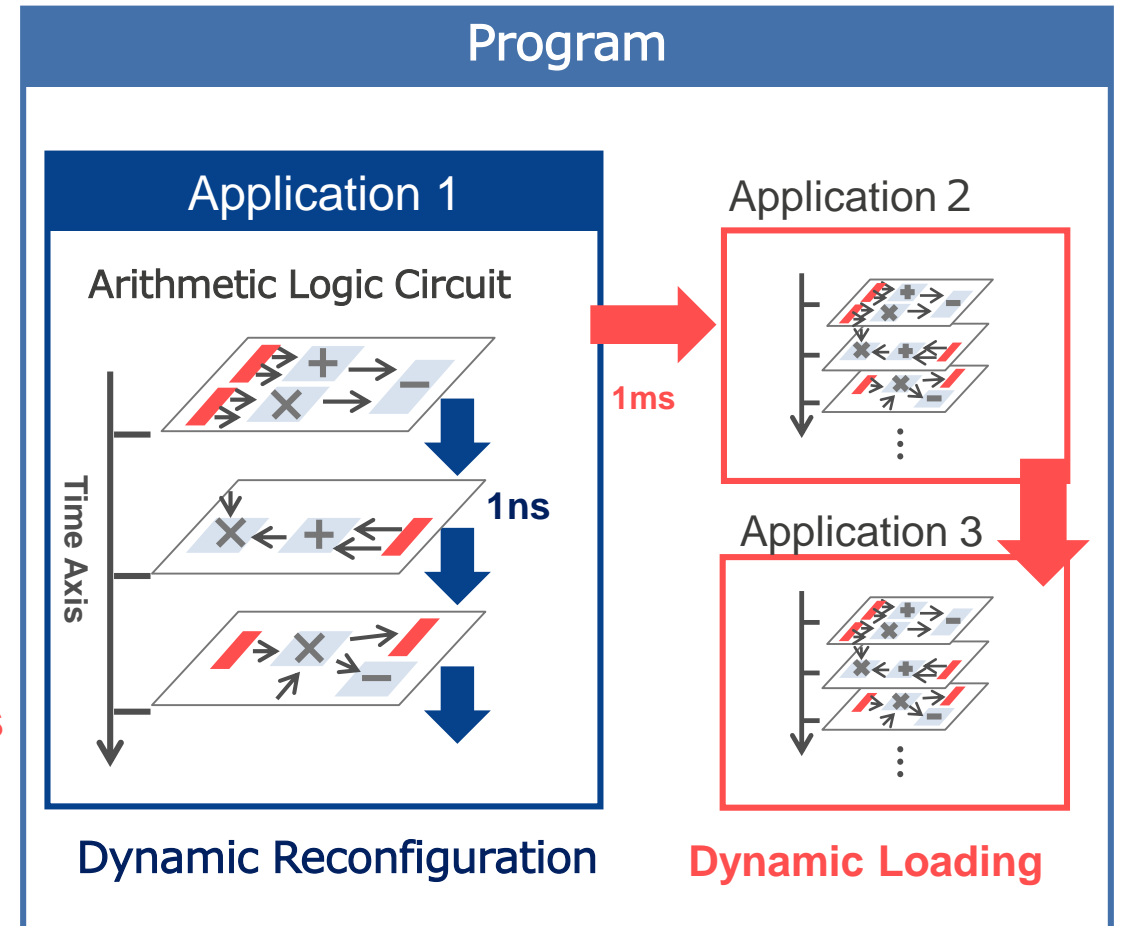 Program
Application 1
Arithmetic Logic Circuit
Time Axis
1ns
Dynamic Reconfiguration
1ms
Application 2
Application 3
Dynamic Loading